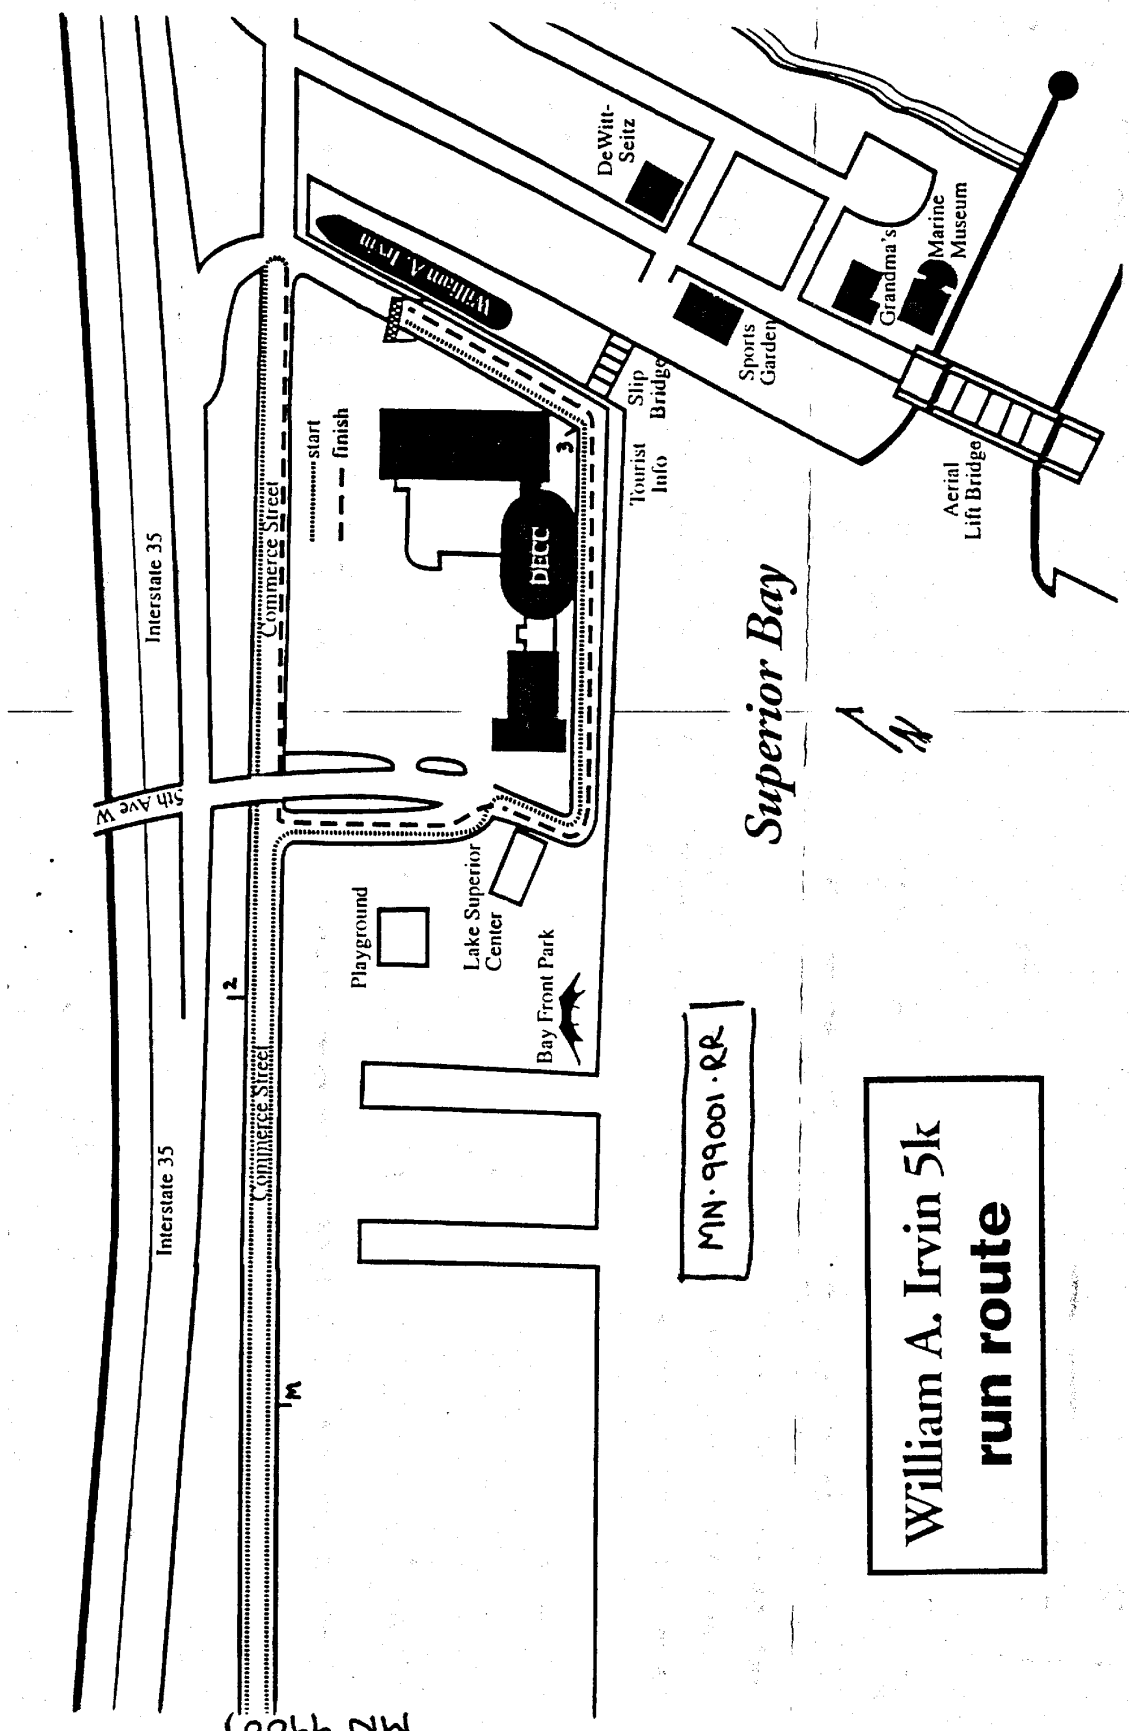 Interstate 35
Interstate 35
5th Ave W
Commerce Street
Commerce Street
2
M
start
finish
William A. Irvin
DECC
3
Playground
Lake Superior
Center
Bay Front Park
Tourist
Info
Slip
Bridge
DeWitt-
Seitz
Sports
Garden
Grandma's
Marine
Museum
Aerial
Lift Bridge
Superior Bay
N
MN·99001·RR
William A. Irvin 5k
run route